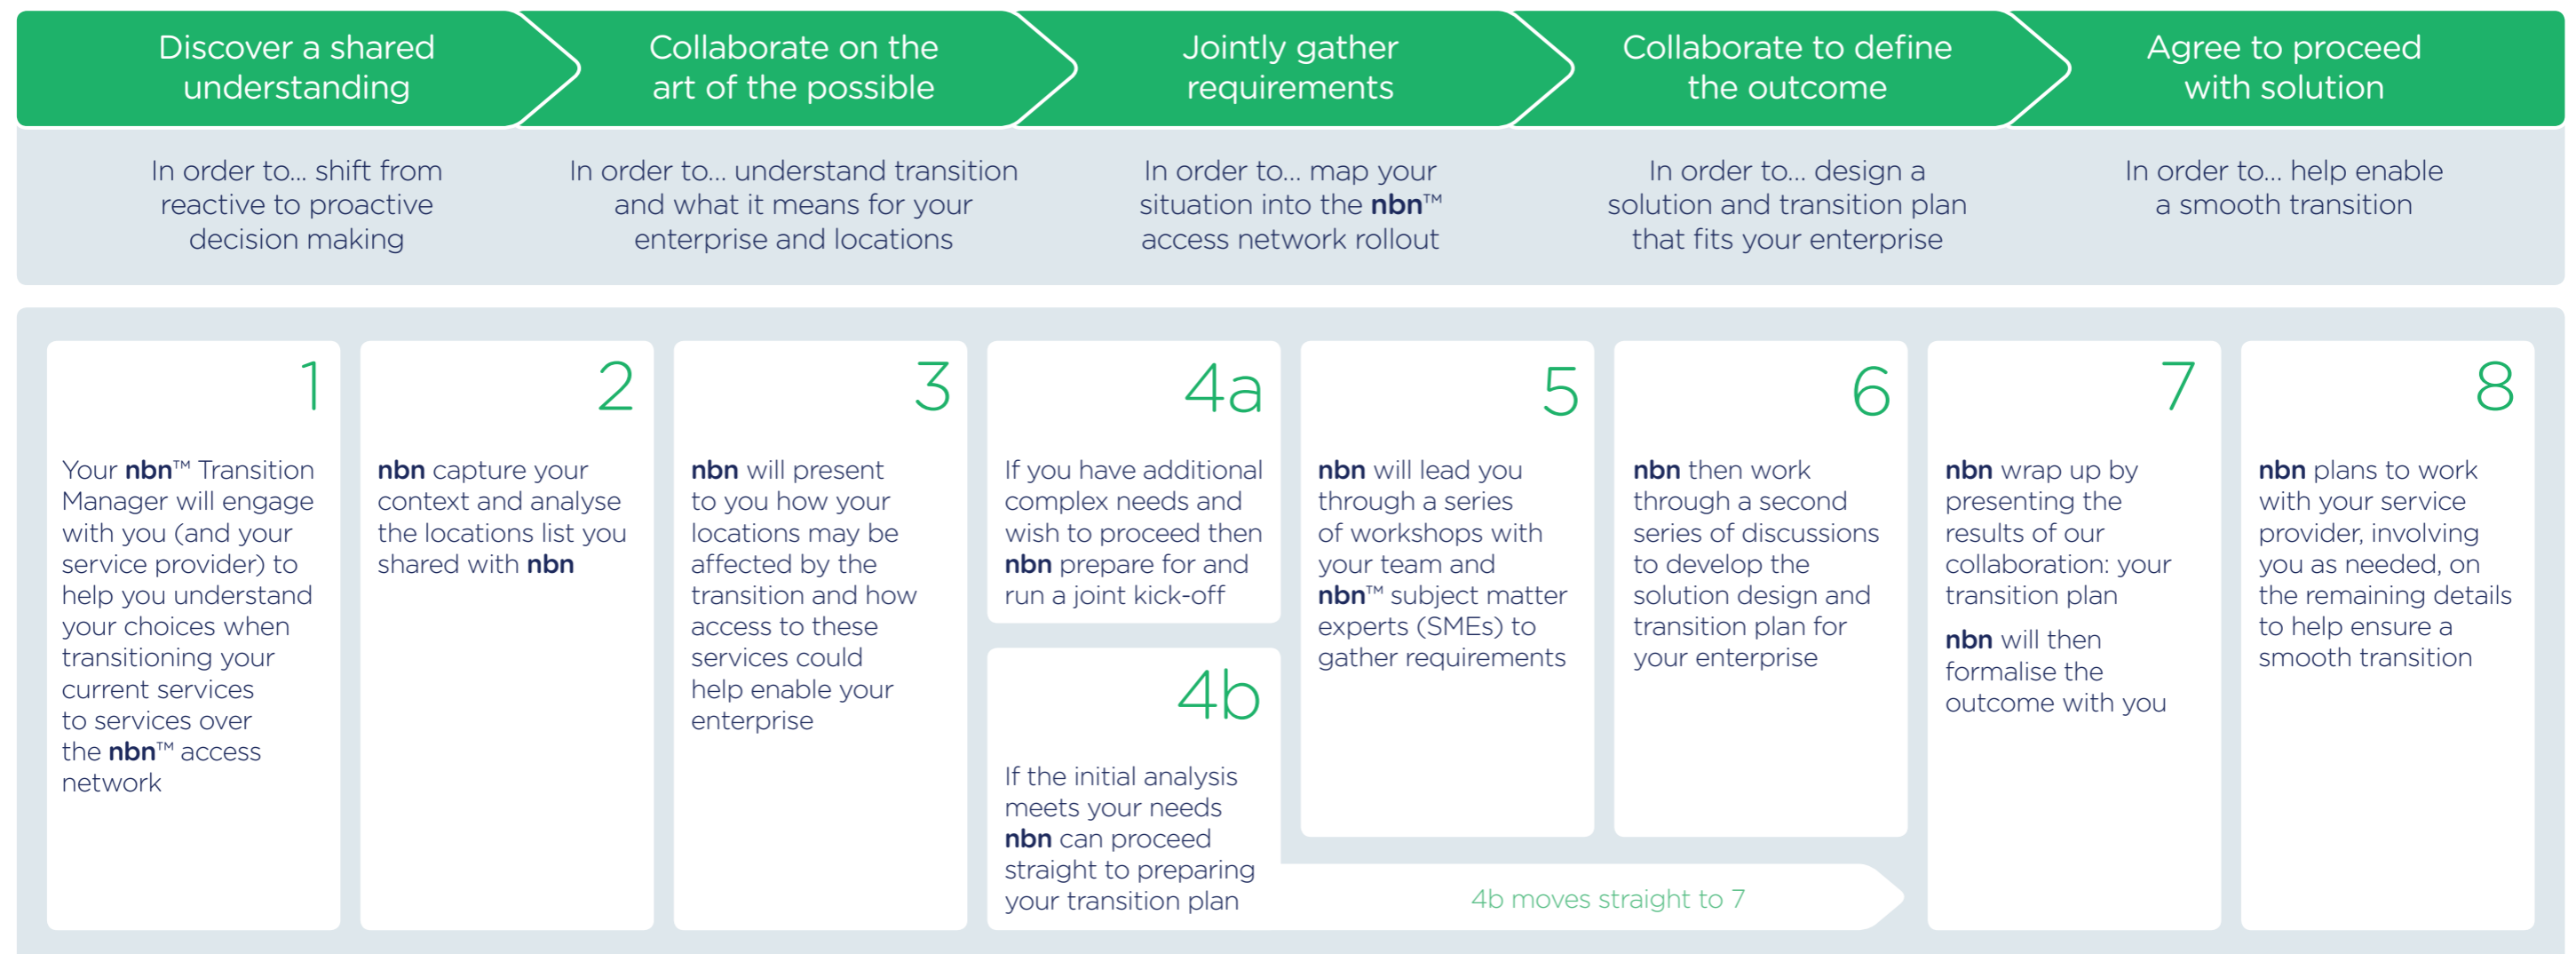 Discover a shared
understanding
Collaborate on the
art of the possible
Jointly gather
requirements
Collaborate to define
the outcome
Agree to proceed
with solution
In order to... shift from
reactive to proactive
decision making
In order to... understand transition
and what it means for your
enterprise and locations
In order to... map your
situation into the nbn™
access network rollout
In order to... design a
solution and transition plan
that fits your enterprise
In order to... help enable
a smooth transition
1
Your nbn™ Transition
Manager will engage
with you (and your
service provider) to
help you understand
your choices when
transitioning your
current services
to services over
the nbn™ access
network
2
nbn capture your
context and analyse
the locations list you
shared with nbn
3
nbn will present
to you how your
locations may be
affected by the
transition and how
access to these
services could
help enable your
enterprise
4a
If you have additional
complex needs and
wish to proceed then
nbn prepare for and
run a joint kick-off
4b
If the initial analysis
meets your needs
nbn can proceed
straight to preparing
your transition plan
4b moves straight to 7
5
nbn will lead you
through a series
of workshops with
your team and
nbn™ subject matter
experts (SMEs) to
gather requirements
6
nbn then work
through a second
series of discussions
to develop the
solution design and
transition plan for
your enterprise
7
nbn wrap up by
presenting the
results of our
collaboration: your
transition plan
nbn will then
formalise the
outcome with you
8
nbn plans to work
with your service
provider, involving
you as needed, on
the remaining details
to help ensure a
smooth transition